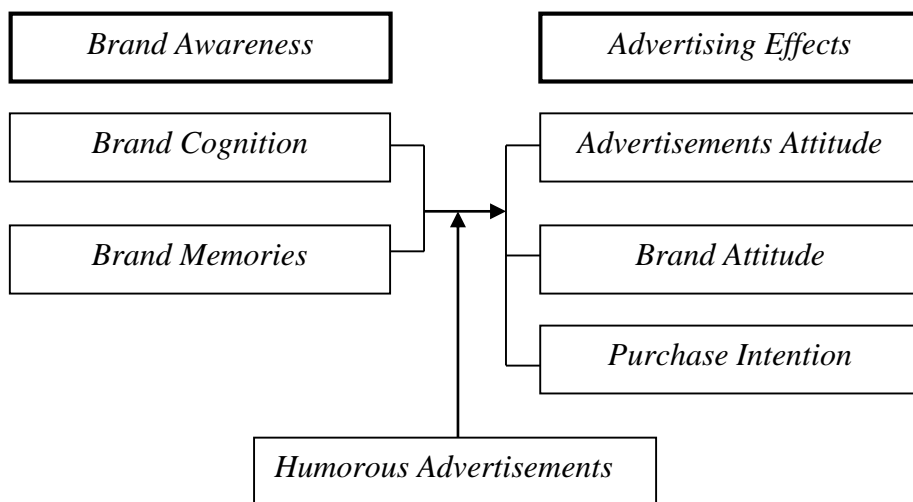 Brand Awareness
Advertising Effects
Brand Cognition
Advertisements Attitude
Brand Memories
Brand Attitude
Purchase Intention
Humorous Advertisements